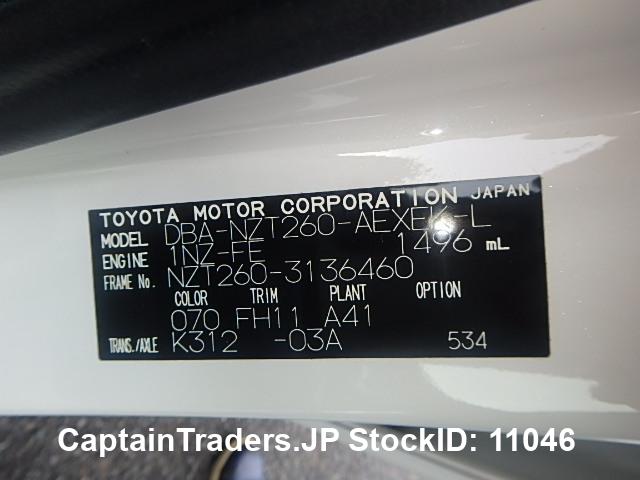 TOYOTA MOTOR CORPORATION JAPAN
MODEL DBA-NZT260-AEXEK-L
ENGINE 1NZ-FE 1496 mL
FRAME No. NZT260-3136460
COLOR TRIM PLANT OPTION
070 FH11 A41
TRANS./AXLE K312 -03A 534
CaptainTraders.JP StockID: 11046